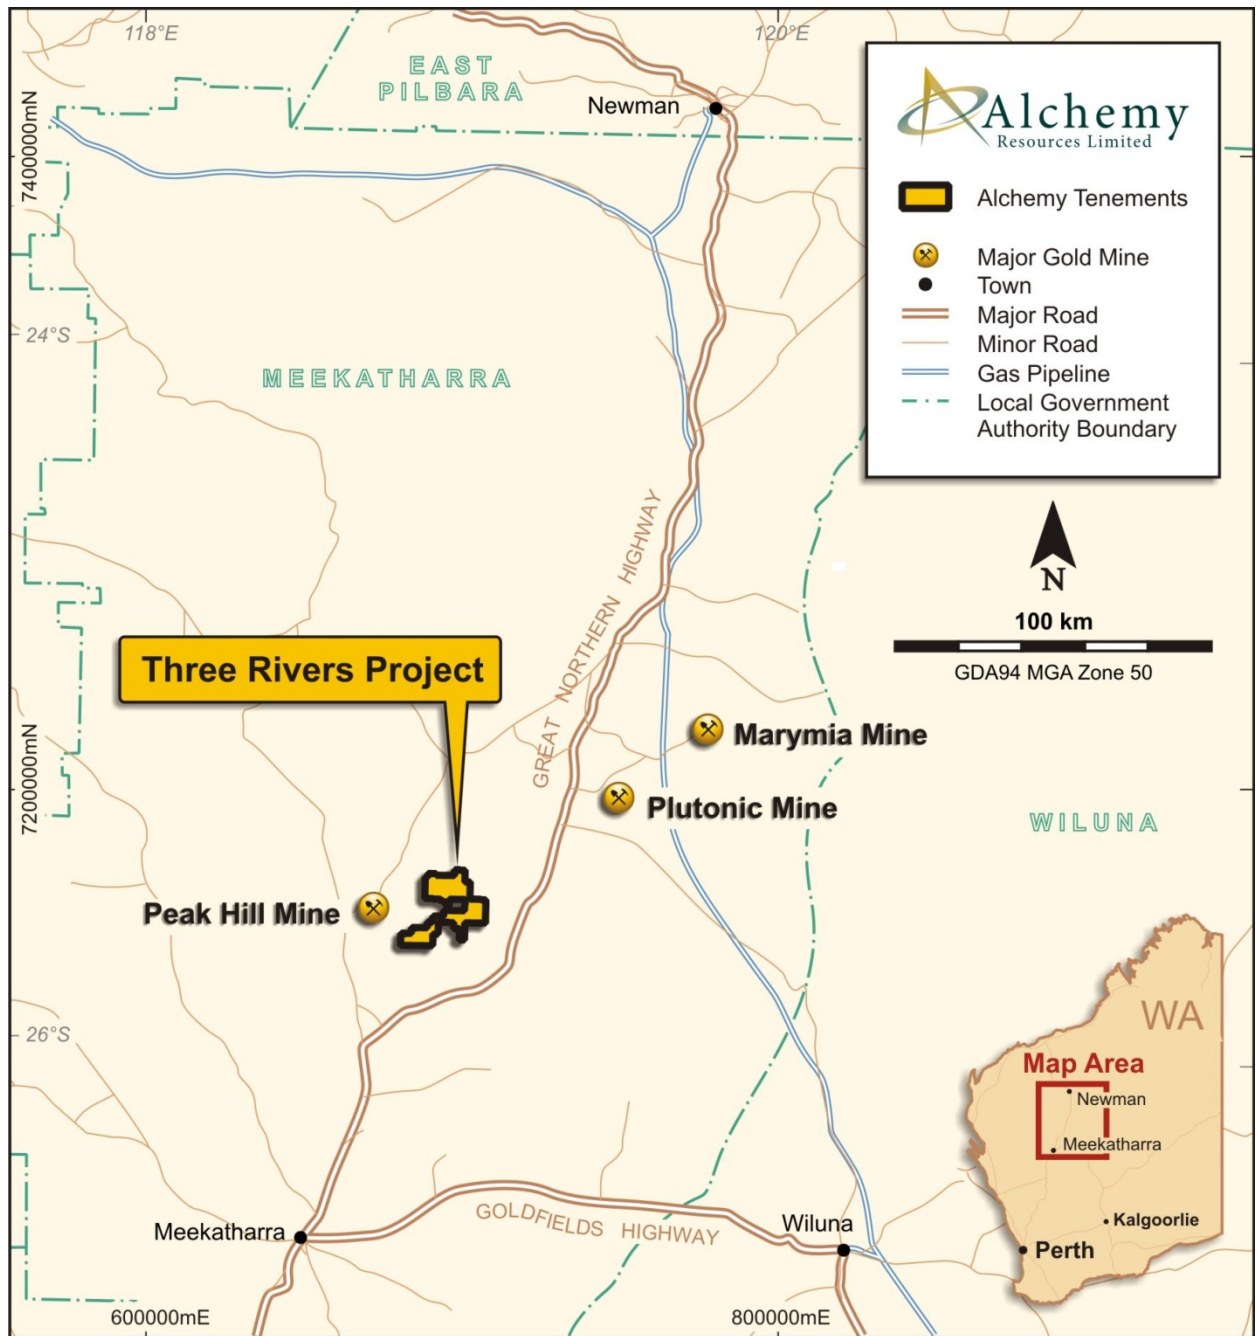 118°E
120°E
EAST
PILBARA
Newman
7400000mN
24°S
MEEKATHARRA
Alchemy
Resources Limited
Alchemy Tenements
Major Gold Mine
Town
Major Road
Minor Road
Gas Pipeline
Local Government
Authority Boundary
N
100 km
GDA94 MGA Zone 50
GREAT NORTHERN HIGHWAY
Three Rivers Project
Marymia Mine
Plutonic Mine
7200000mN
WILUNA
Peak Hill Mine
26°S
WA
Map Area
Newman
Meekatharra
Kalgoorlie
Perth
Meekatharra
GOLDFIELDS HIGHWAY
Wiluna
600000mE
800000mE